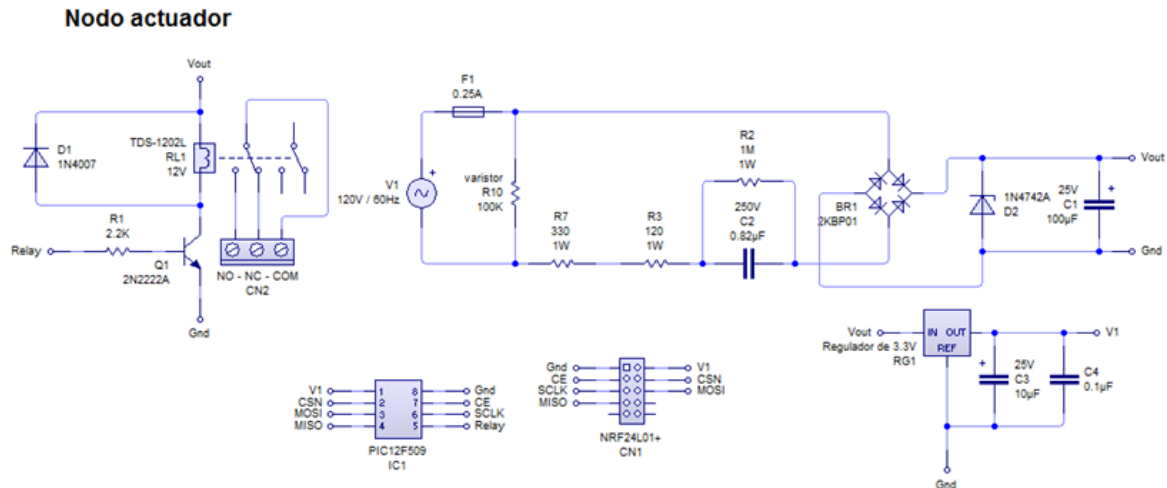 Nodo actuador
Vout
D1
1N4007
TDS-1202L
RL1
12V
R1
2.2K
Relay
Q1
2N2222A
NO - NC - COM
CN2
Gnd
F1
0.25A
V1
120V / 60Hz
+
varistor
R10
100K
R7
330
1W
R3
120
1W
R2
1M
1W
250V
C2
0.82µF
BR1
2KBP01
1N4742A
D2
25V
C1
100µF
+
Vout
Gnd
Vout
IN OUT
REF
Regulador de 3.3V
RG1
V1
+
25V
C3
10µF
C4
0.1µF
Gnd
V1 1 8 Gnd
CSN 2 7 CE
MOSI 3 6 SCLK
MISO 4 5 Relay
PIC12F509
IC1
Gnd V1
CE CSN
SCLK MOSI
MISO
NRF24L01+
CN1